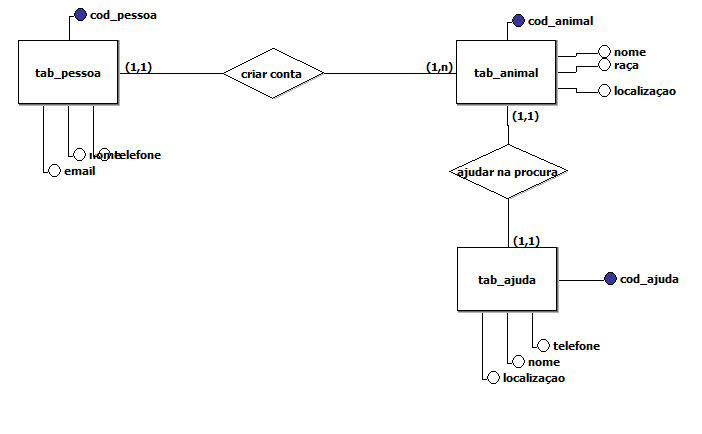 cod_pessoa
tab_pessoa
(1,1)
criar conta
(1,n)
cod_animal
tab_animal
nome
raça
localizaçao
nome
telefone
email
(1,1)
ajudar na procura
(1,1)
tab_ajuda
cod_ajuda
telefone
nome
localizaçao